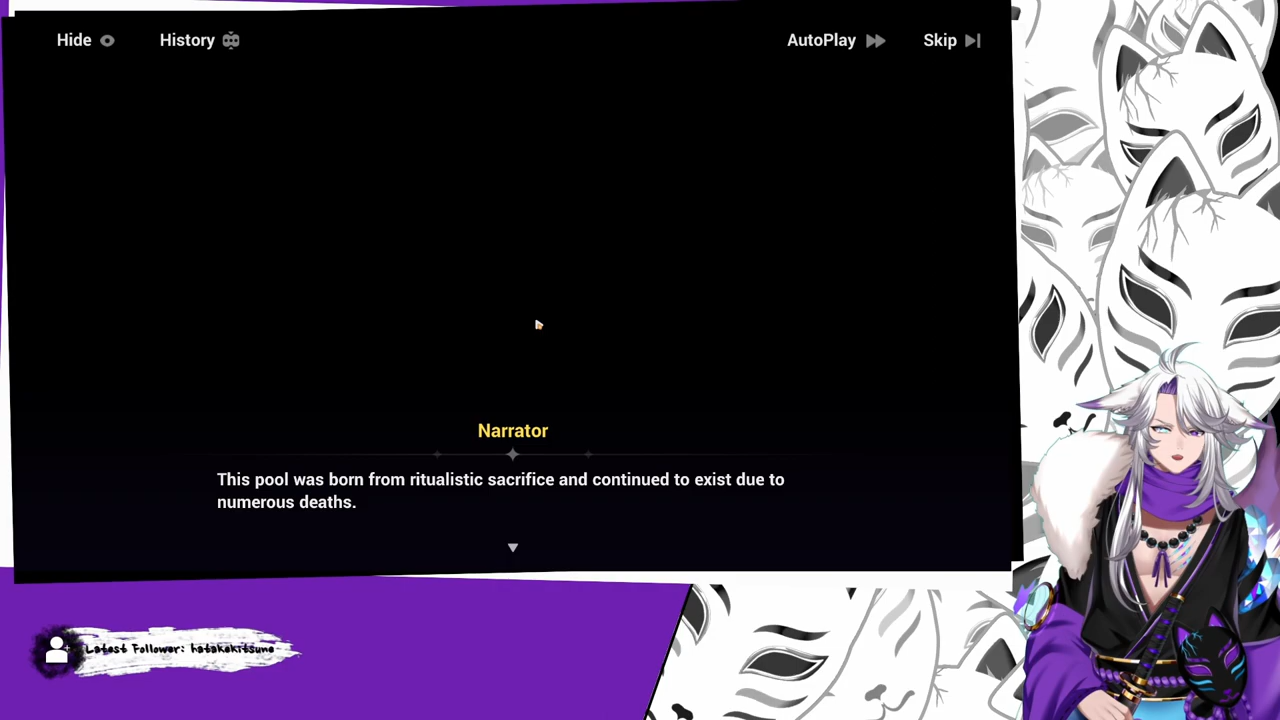 Hide
History
AutoPlay
Skip
Narrator
This pool was born from ritualistic sacrifice and continued to exist due to
numerous deaths.
Latest Follower: hatakekitsune